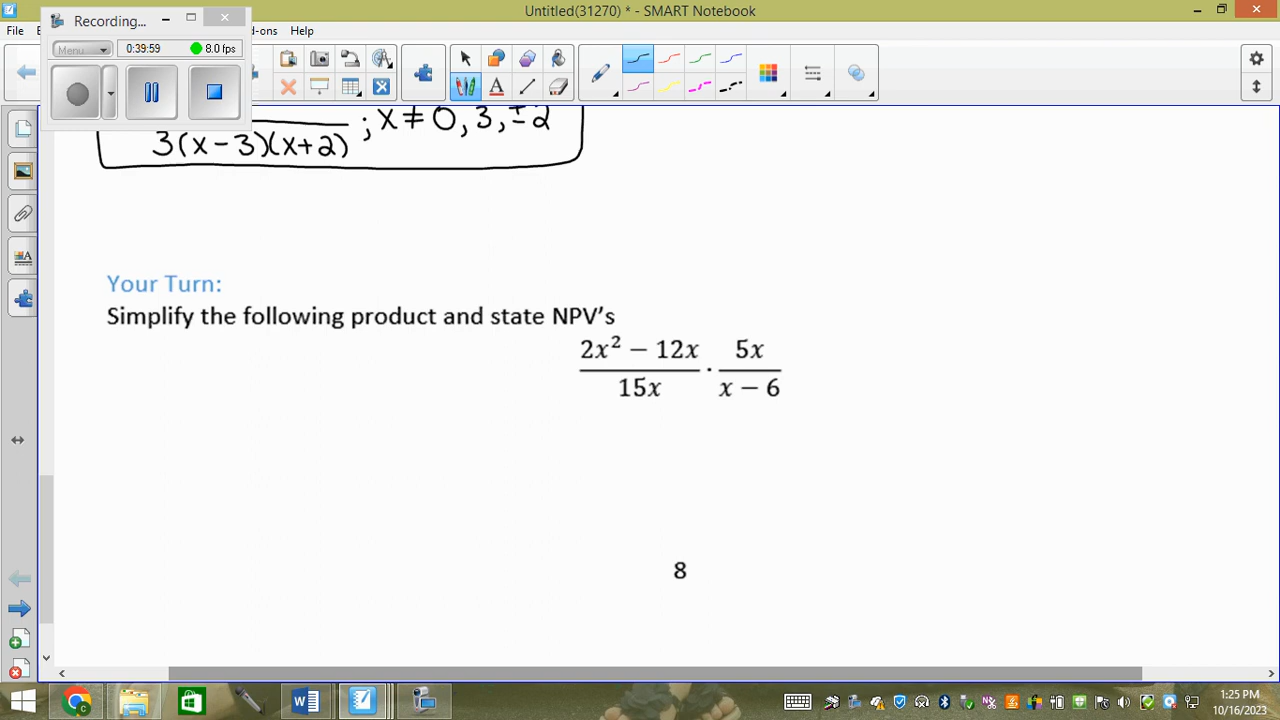 Untitled(31270) * - SMART Notebook
Recording...
File
d-ons Help
Menu
0:39:59
8.0 fps
; x ≠ 0, 3, ±2
3(x-3)(x+2)
Your Turn:
Simplify the following product and state NPV's
2x² − 12x   5x
───── · ─────
15x   x − 6
8
1:25 PM
10/16/2023